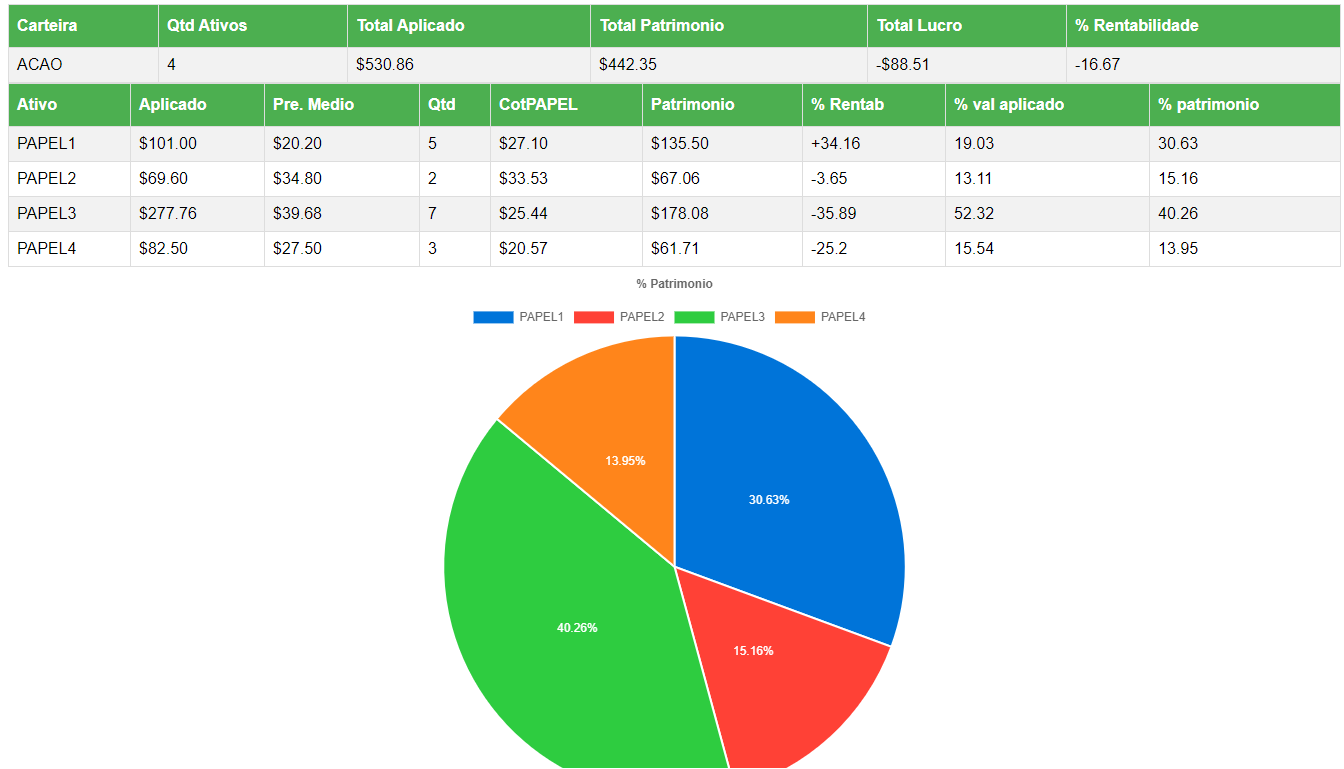 Carteira Qtd Ativos Total Aplicado Total Patrimonio Total Lucro % Rentabilidade
ACAO 4 $530.86 $442.35 -$88.51 -16.67
Ativo Aplicado Pre. Medio Qtd CotPAPEL Patrimonio % Rentab % val aplicado % patrimonio
PAPEL1 $101.00 $20.20 5 $27.10 $135.50 +34.16 19.03 30.63
PAPEL2 $69.60 $34.80 2 $33.53 $67.06 -3.65 13.11 15.16
PAPEL3 $277.76 $39.68 7 $25.44 $178.08 -35.89 52.32 40.26
PAPEL4 $82.50 $27.50 3 $20.57 $61.71 -25.2 15.54 13.95
% Patrimonio
PAPEL1 PAPEL2 PAPEL3 PAPEL4
13.95%
30.63%
40.26%
15.16%